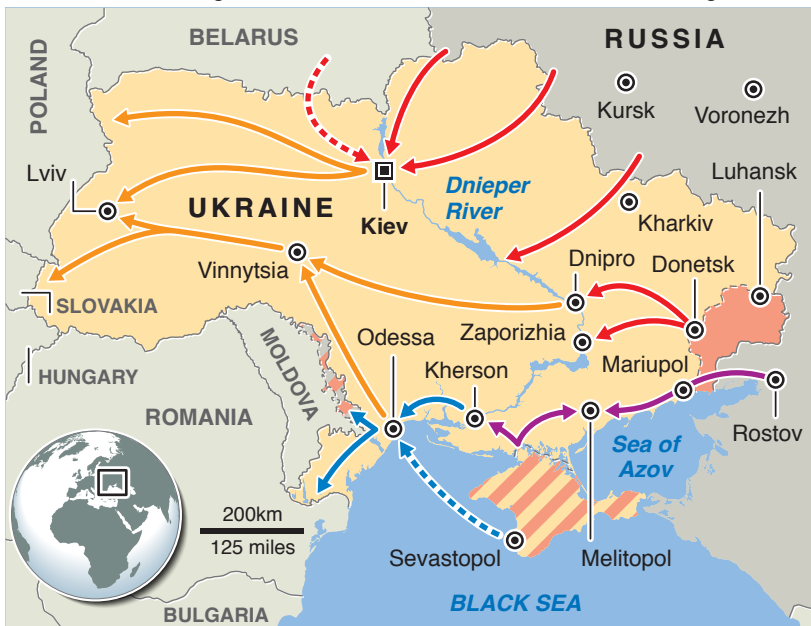 BELARUS
RUSSIA
POLAND
Kursk
Voronezh
Lviv
Luhansk
Dnieper
River
UKRAINE
Kiev
Kharkiv
Vinnytsia
Dnipro
Donetsk
SLOVAKIA
MOLDOVA
Odessa
Zaporizhia
Mariupol
HUNGARY
Kherson
ROMANIA
Rostov
Sea of
Azov
200km
125 miles
Sevastopol
Melitopol
BULGARIA
BLACK SEA